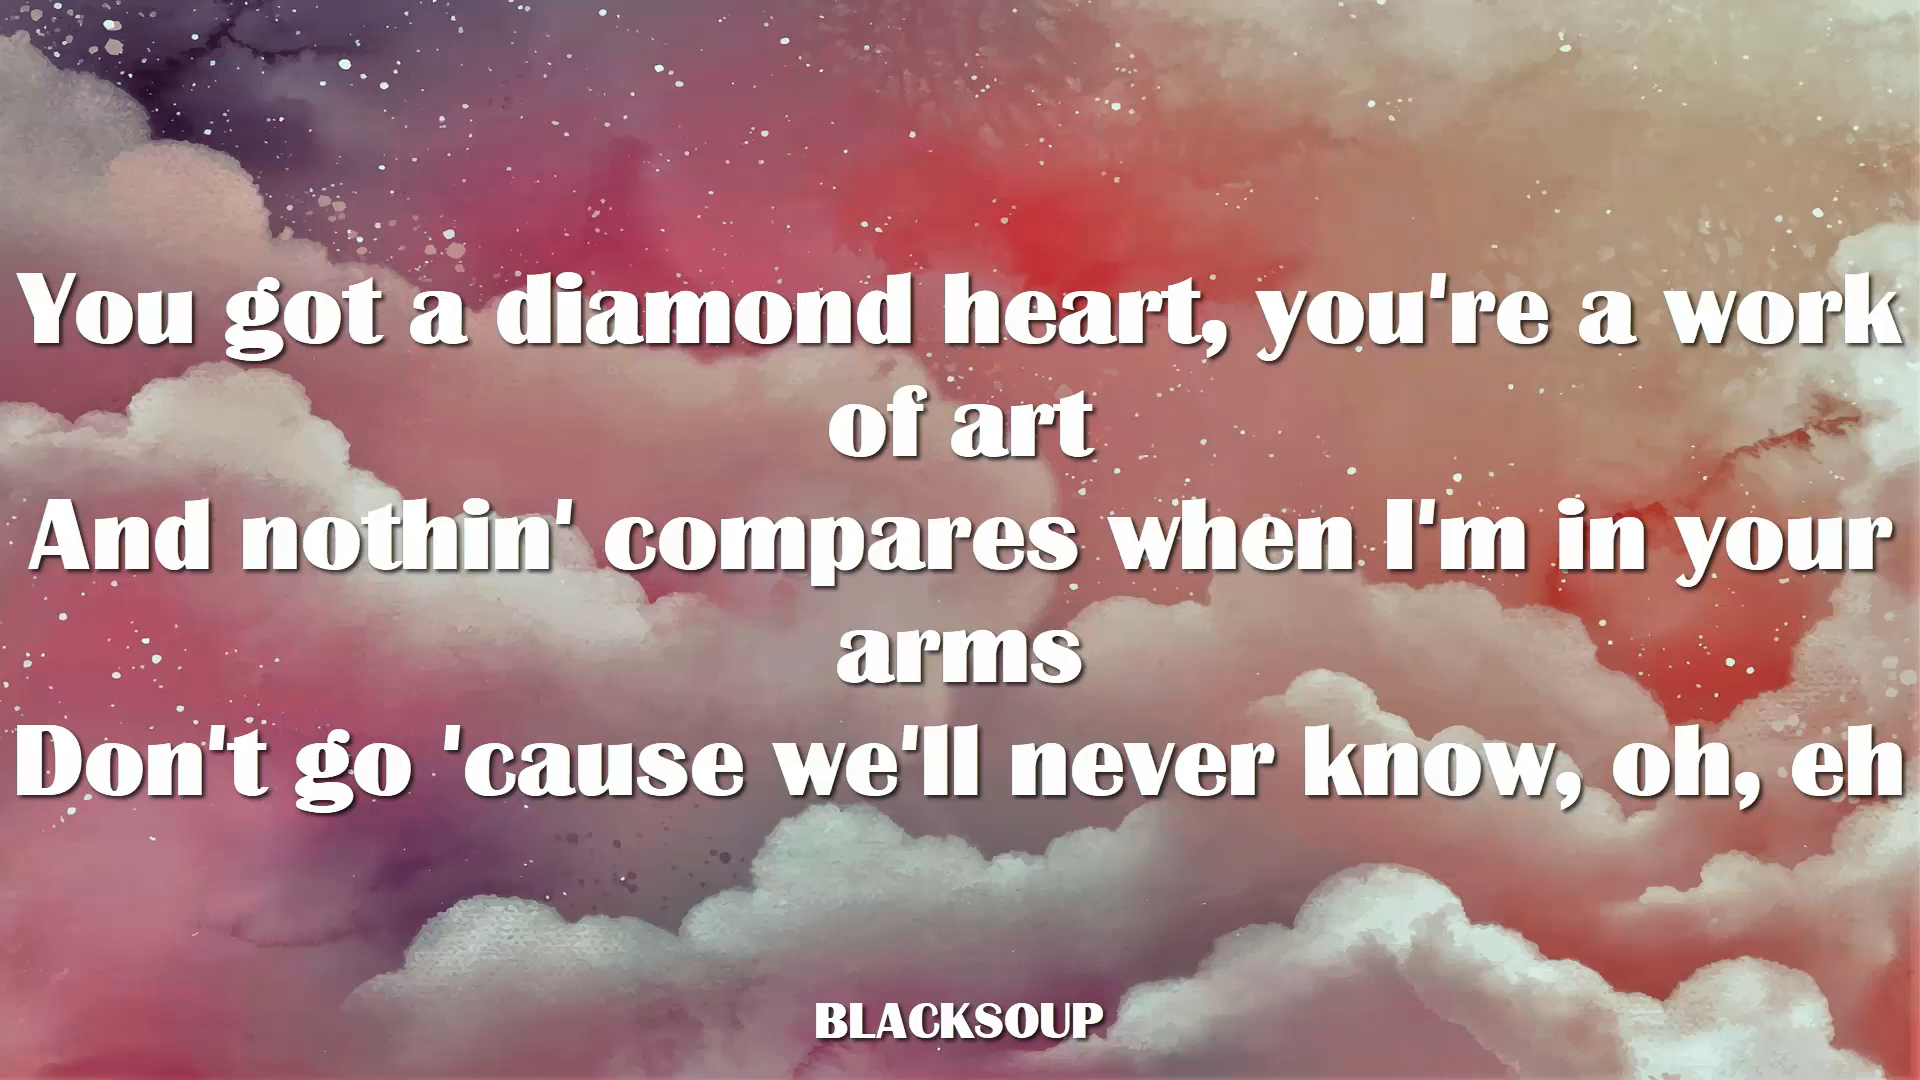 You got a diamond heart, you're a work
of art
And nothin' compares when I'm in your
arms
Don't go 'cause we'll never know, oh, eh
BLACKSOUP